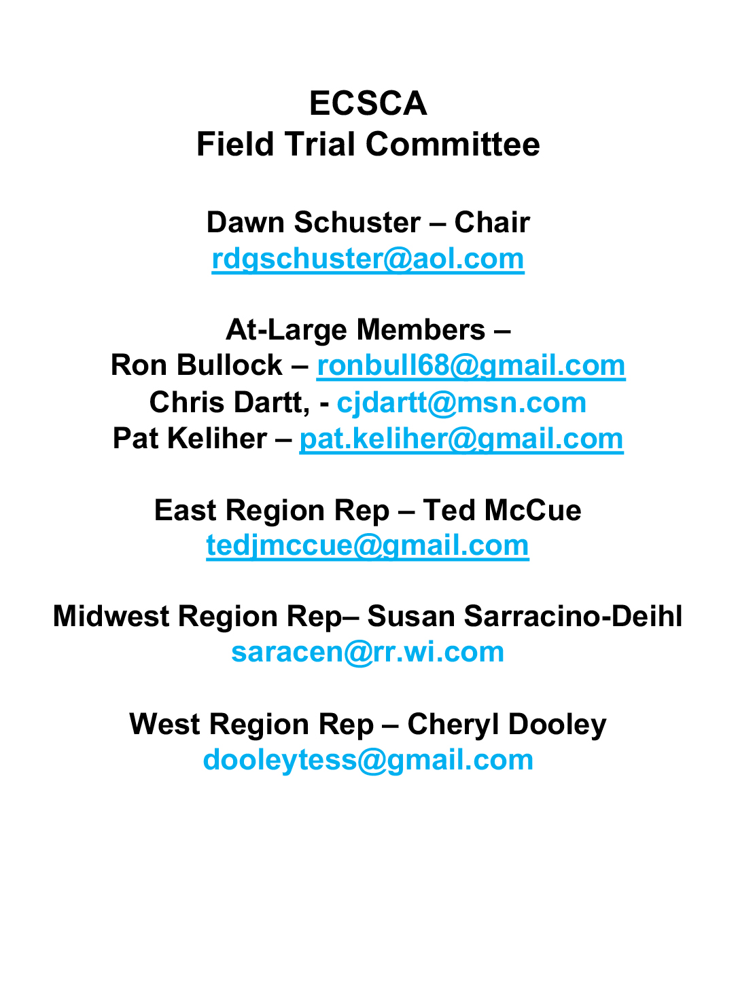 ECSCA
Field Trial Committee
Dawn Schuster – Chair
rdgschuster@aol.com
At-Large Members –
Ron Bullock – ronbull68@gmail.com
Chris Dartt, - cjdartt@msn.com
Pat Keliher – pat.keliher@gmail.com
East Region Rep – Ted McCue
tedjmccue@gmail.com
Midwest Region Rep– Susan Sarracino-Deihl
saracen@rr.wi.com
West Region Rep – Cheryl Dooley
dooleytess@gmail.com